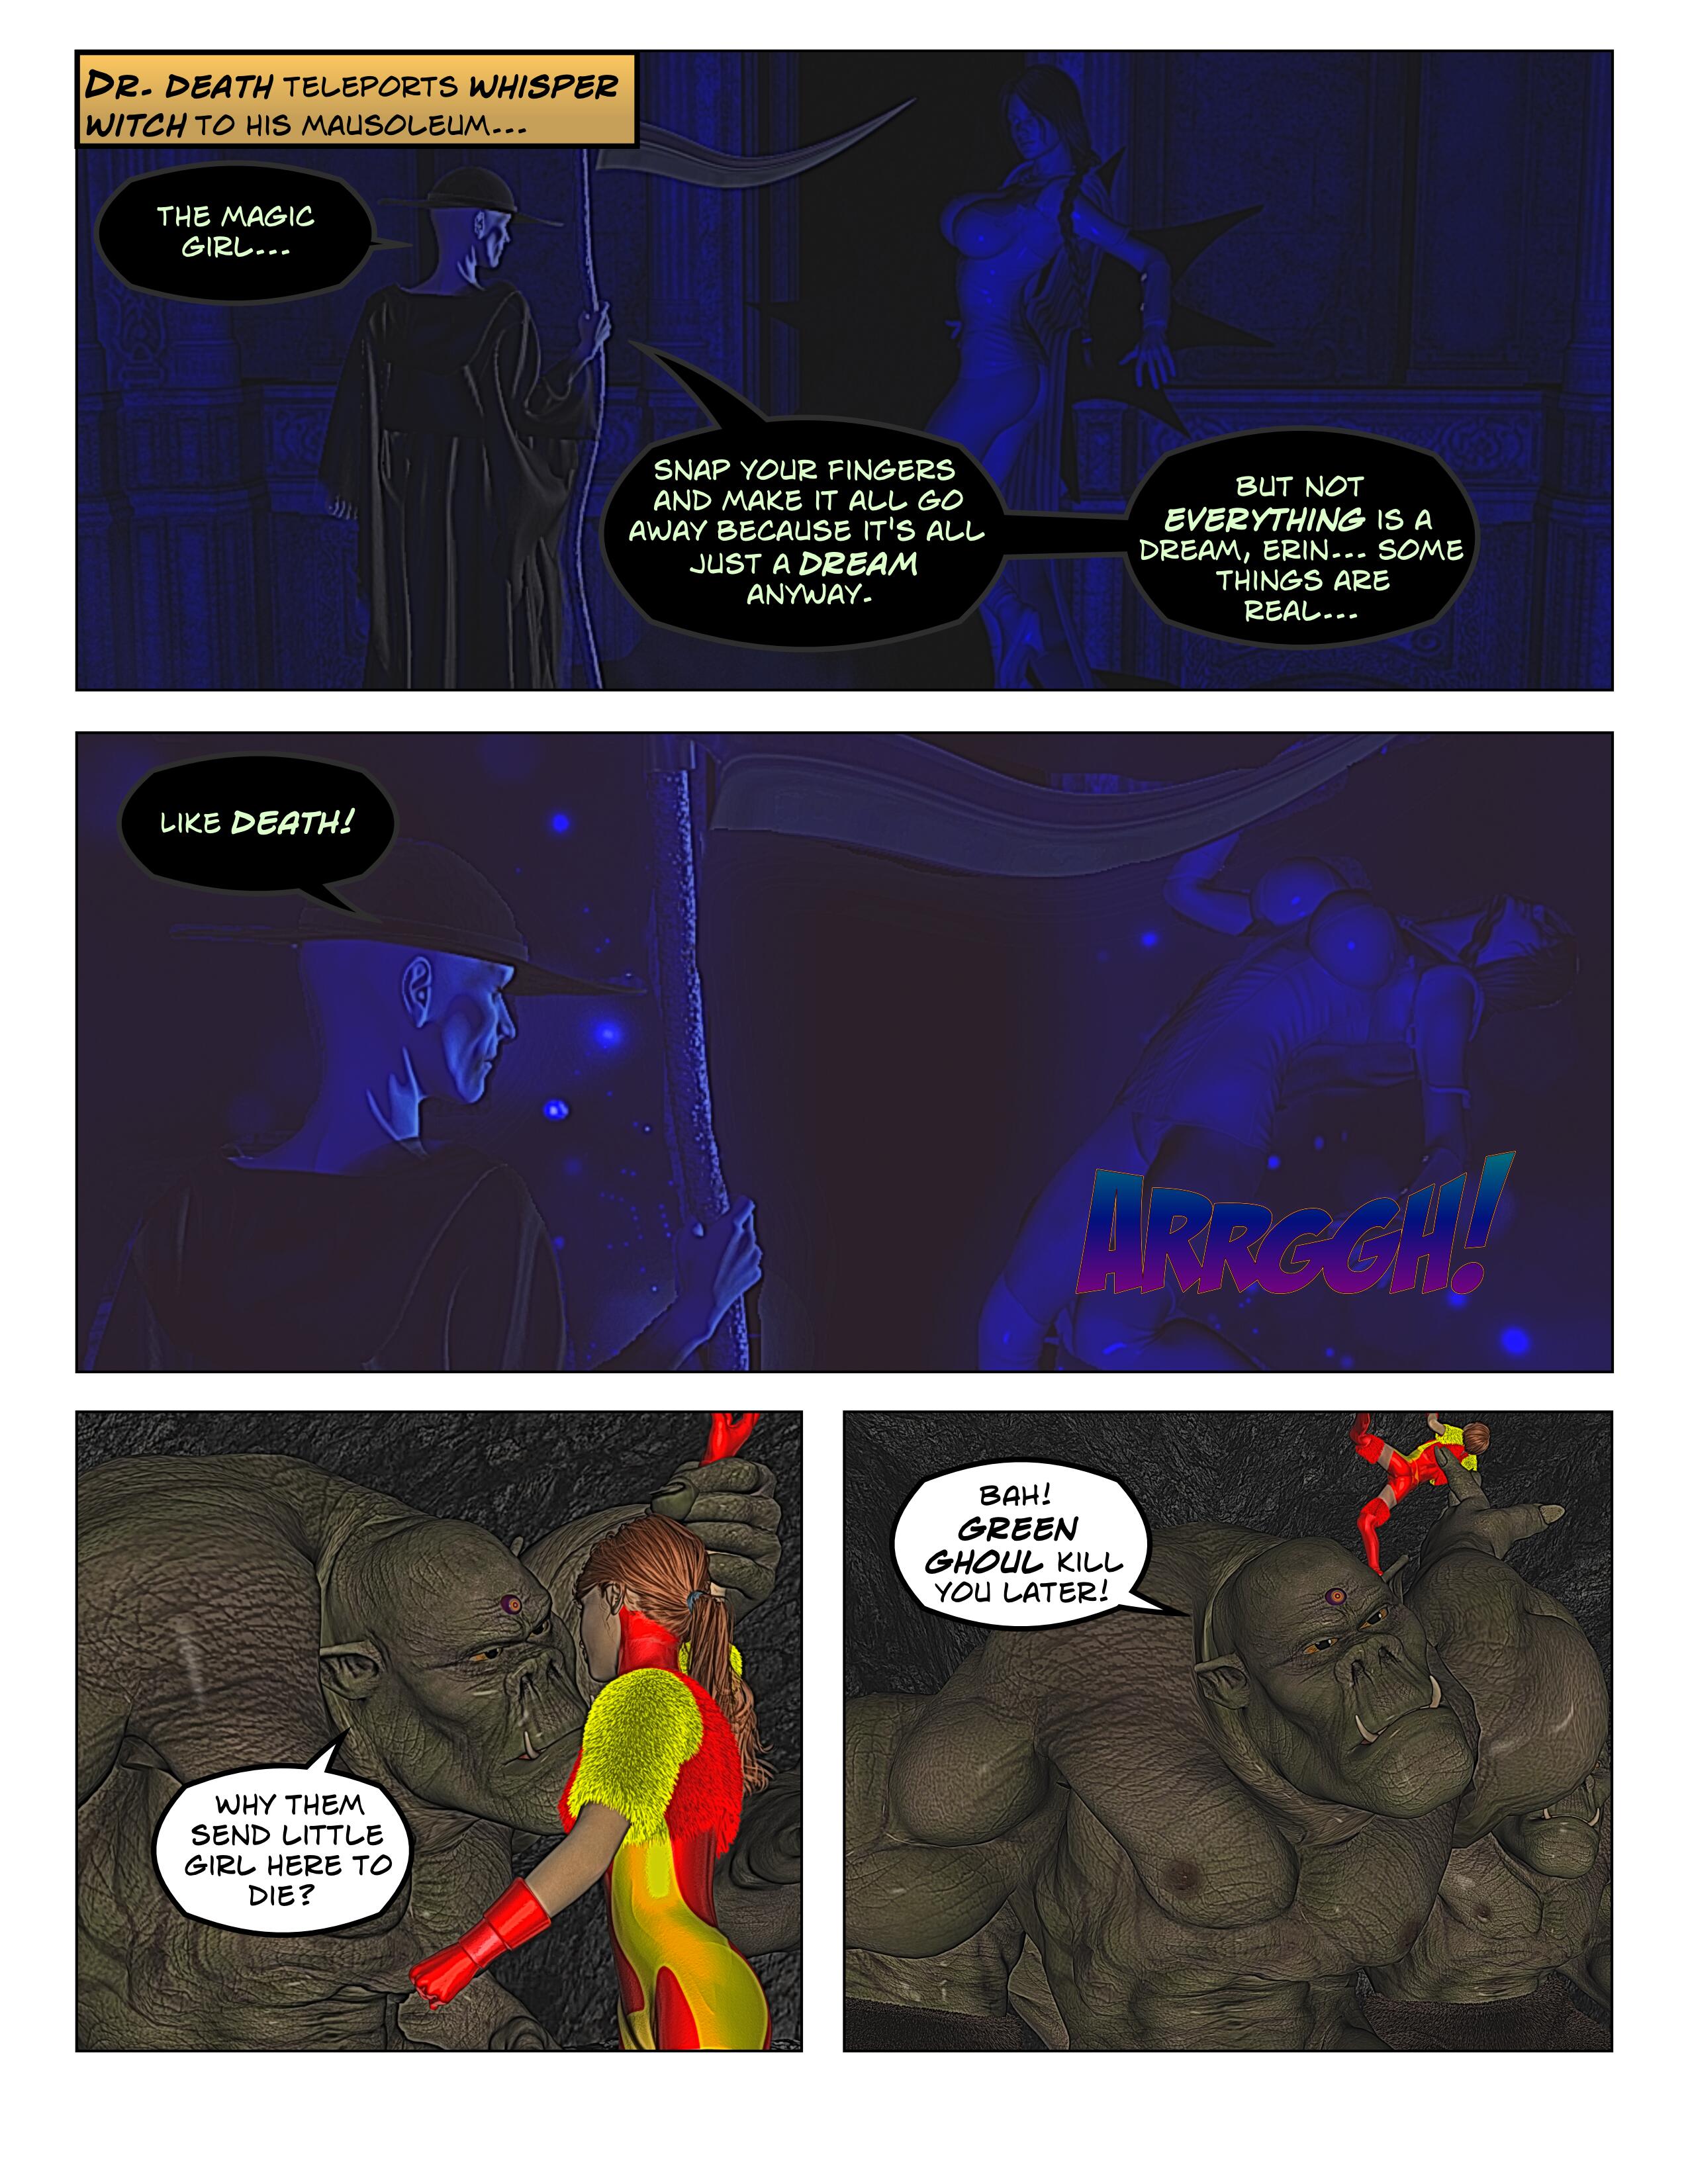 DR. DEATH TELEPORTS WHISPER
WITCH TO HIS MAUSOLEUM...
THE MAGIC
GIRL...
SNAP YOUR FINGERS
AND MAKE IT ALL GO
AWAY BECAUSE IT'S ALL
JUST A DREAM
ANYWAY.
BUT NOT
EVERYTHING IS A
DREAM, ERIN... SOME
THINGS ARE
REAL...
LIKE DEATH!
ARRGGH!
WHY THEM
SEND LITTLE
GIRL HERE TO
DIE?
BAH!
GREEN
GHOUL KILL
YOU LATER!